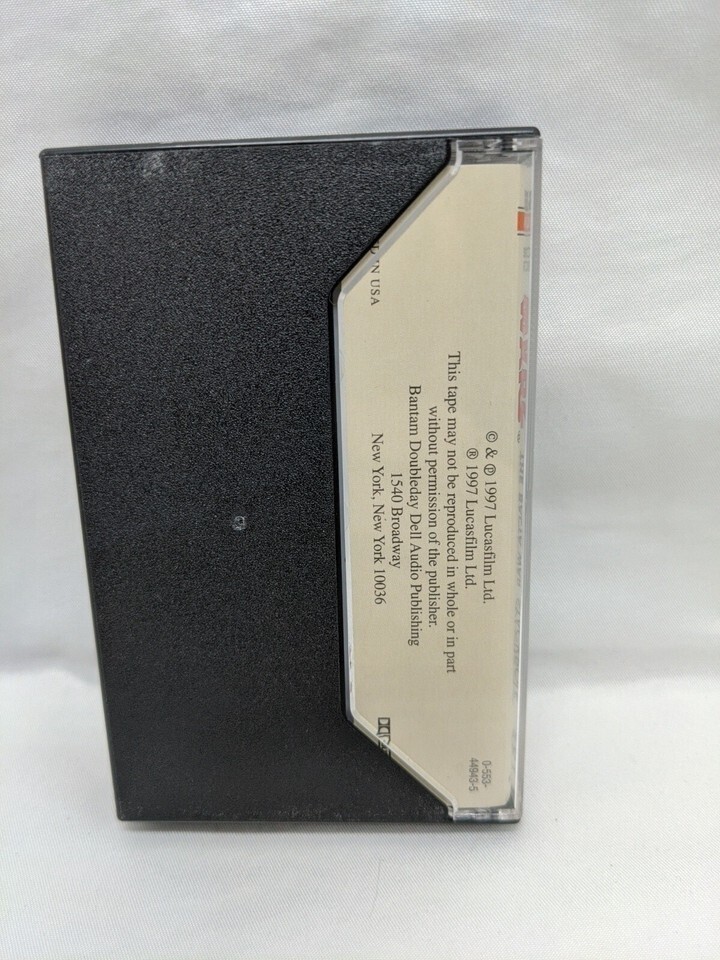 © & ℗ 1997 Lucasfilm Ltd.
® 1997 Lucasfilm Ltd.
This tape may not be reproduced in whole or in part
without permission of the publisher.
Bantam Doubleday Dell Audio Publishing
1540 Broadway
New York, New York 10036
IN USA
0-553-
44943-5